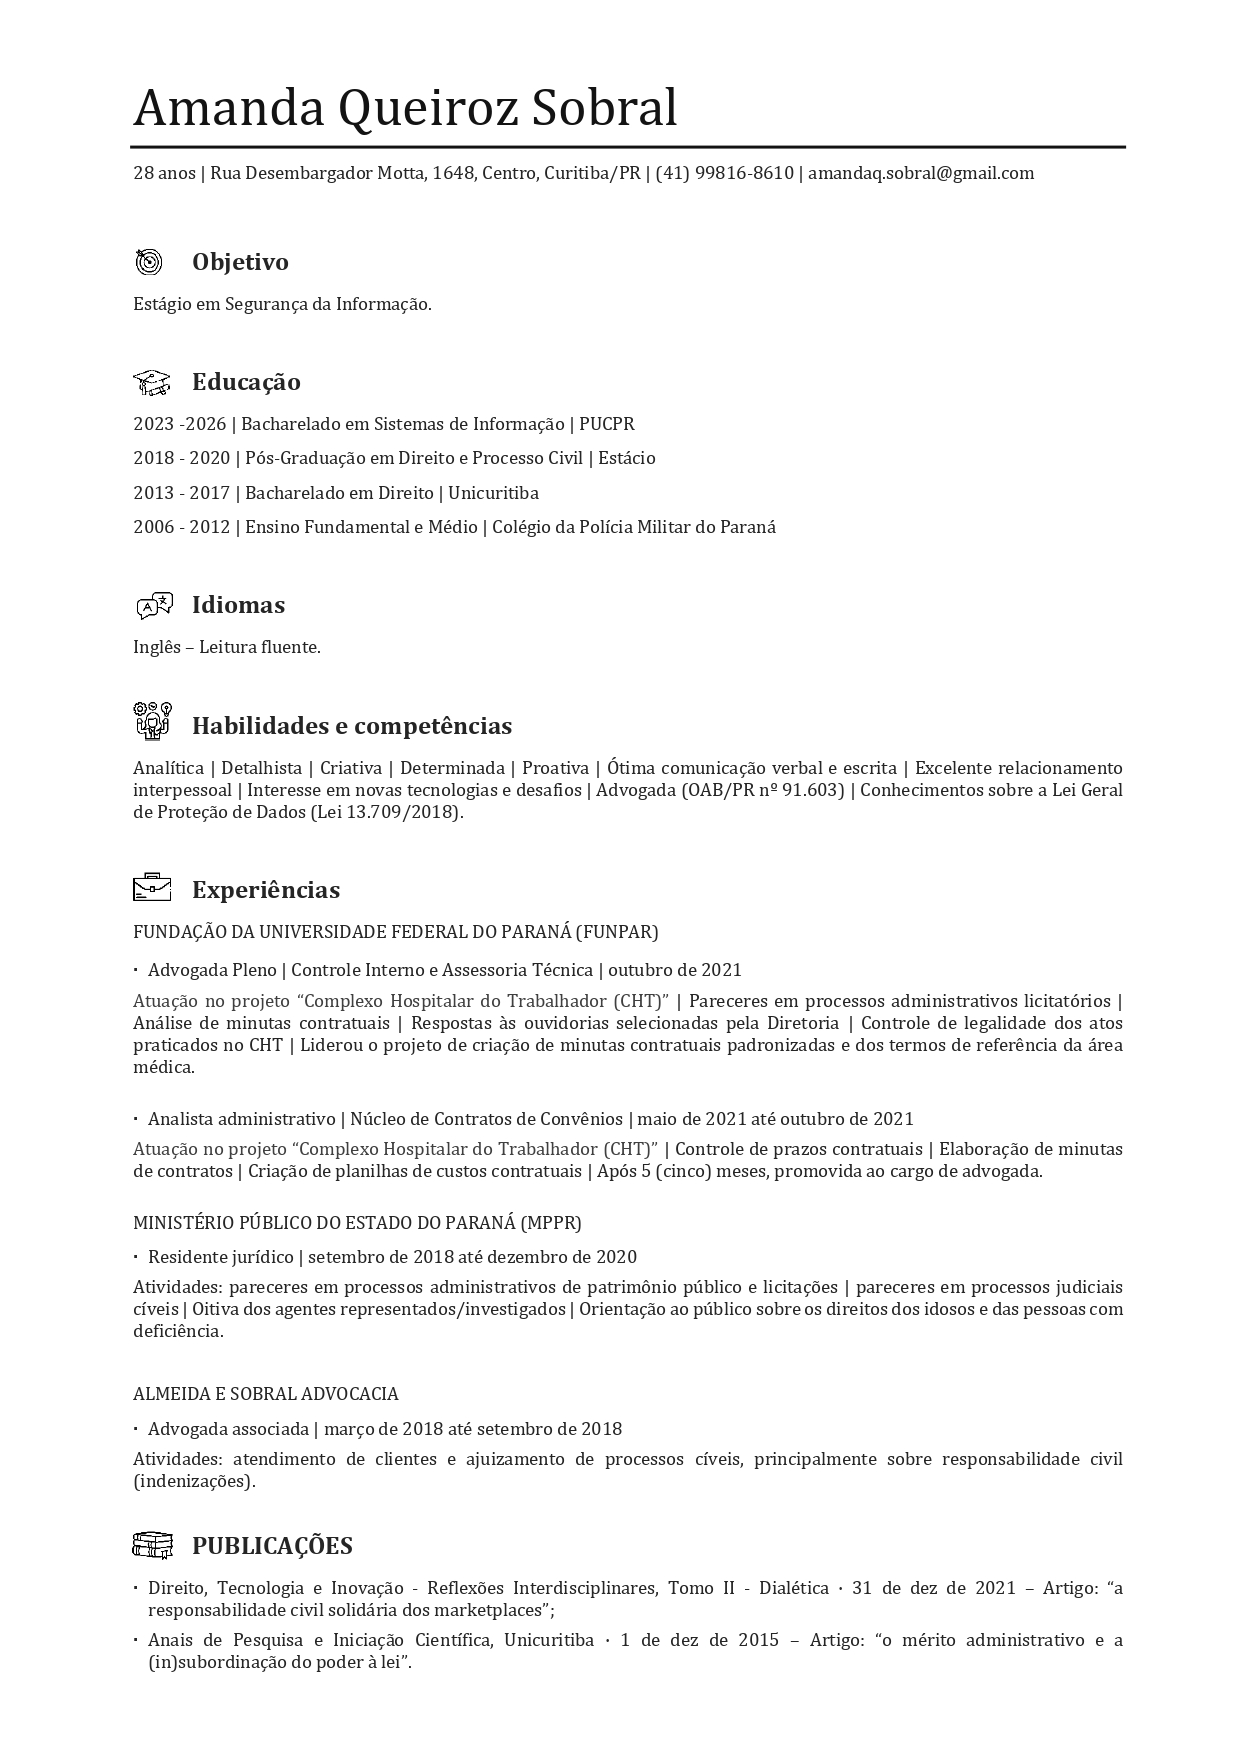 Amanda Queiroz Sobral
28 anos | Rua Desembargador Motta, 1648, Centro, Curitiba/PR | (41) 99816-8610 | amandaq.sobral@gmail.com
Objetivo
Estágio em Segurança da Informação.
Educação
2023 -2026 | Bacharelado em Sistemas de Informação | PUCPR
2018 - 2020 | Pós-Graduação em Direito e Processo Civil | Estácio
2013 - 2017 | Bacharelado em Direito | Unicuritiba
2006 - 2012 | Ensino Fundamental e Médio | Colégio da Polícia Militar do Paraná
Idiomas
Inglês – Leitura fluente.
Habilidades e competências
Analítica | Detalhista | Criativa | Determinada | Proativa | Ótima comunicação verbal e escrita | Excelente relacionamento
interpessoal | Interesse em novas tecnologias e desafios | Advogada (OAB/PR nº 91.603) | Conhecimentos sobre a Lei Geral
de Proteção de Dados (Lei 13.709/2018).
Experiências
FUNDAÇÃO DA UNIVERSIDADE FEDERAL DO PARANÁ (FUNPAR)
· Advogada Pleno | Controle Interno e Assessoria Técnica | outubro de 2021
Atuação no projeto “Complexo Hospitalar do Trabalhador (CHT)” | Pareceres em processos administrativos licitatórios |
Análise de minutas contratuais | Respostas às ouvidorias selecionadas pela Diretoria | Controle de legalidade dos atos
praticados no CHT | Liderou o projeto de criação de minutas contratuais padronizadas e dos termos de referência da área
médica.
· Analista administrativo | Núcleo de Contratos de Convênios | maio de 2021 até outubro de 2021
Atuação no projeto “Complexo Hospitalar do Trabalhador (CHT)” | Controle de prazos contratuais | Elaboração de minutas
de contratos | Criação de planilhas de custos contratuais | Após 5 (cinco) meses, promovida ao cargo de advogada.
MINISTÉRIO PÚBLICO DO ESTADO DO PARANÁ (MPPR)
· Residente jurídico | setembro de 2018 até dezembro de 2020
Atividades: pareceres em processos administrativos de patrimônio público e licitações | pareceres em processos judiciais
cíveis | Oitiva dos agentes representados/investigados | Orientação ao público sobre os direitos dos idosos e das pessoas com
deficiência.
ALMEIDA E SOBRAL ADVOCACIA
· Advogada associada | março de 2018 até setembro de 2018
Atividades: atendimento de clientes e ajuizamento de processos cíveis, principalmente sobre responsabilidade civil
(indenizações).
PUBLICAÇÕES
· Direito, Tecnologia e Inovação - Reflexões Interdisciplinares, Tomo II - Dialética · 31 de dez de 2021 – Artigo: “a
responsabilidade civil solidária dos marketplaces”;
· Anais de Pesquisa e Iniciação Científica, Unicuritiba · 1 de dez de 2015 – Artigo: “o mérito administrativo e a
(in)subordinação do poder à lei”.